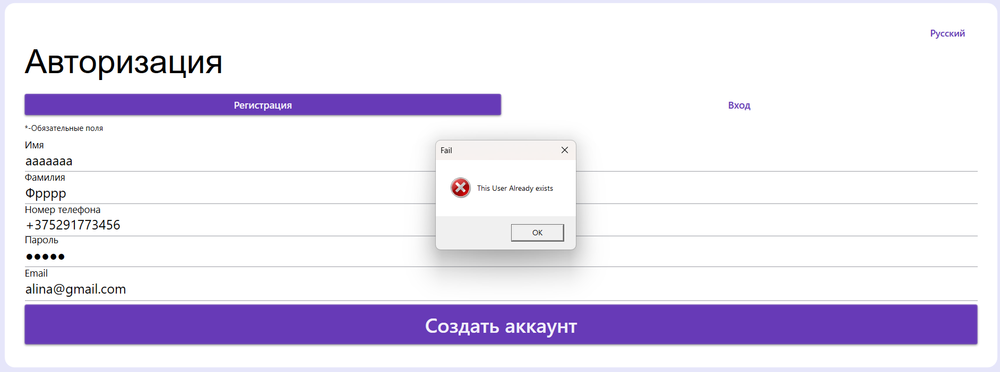 Русский
Авторизация
Регистрация
Вход
*-Обязательные поля
Имя
ааааааа
Фамилия
Фрррр
Номер телефона
+375291773456
Пароль
●●●●●
Email
alina@gmail.com
Создать аккаунт
Fail
This User Already exists
OK